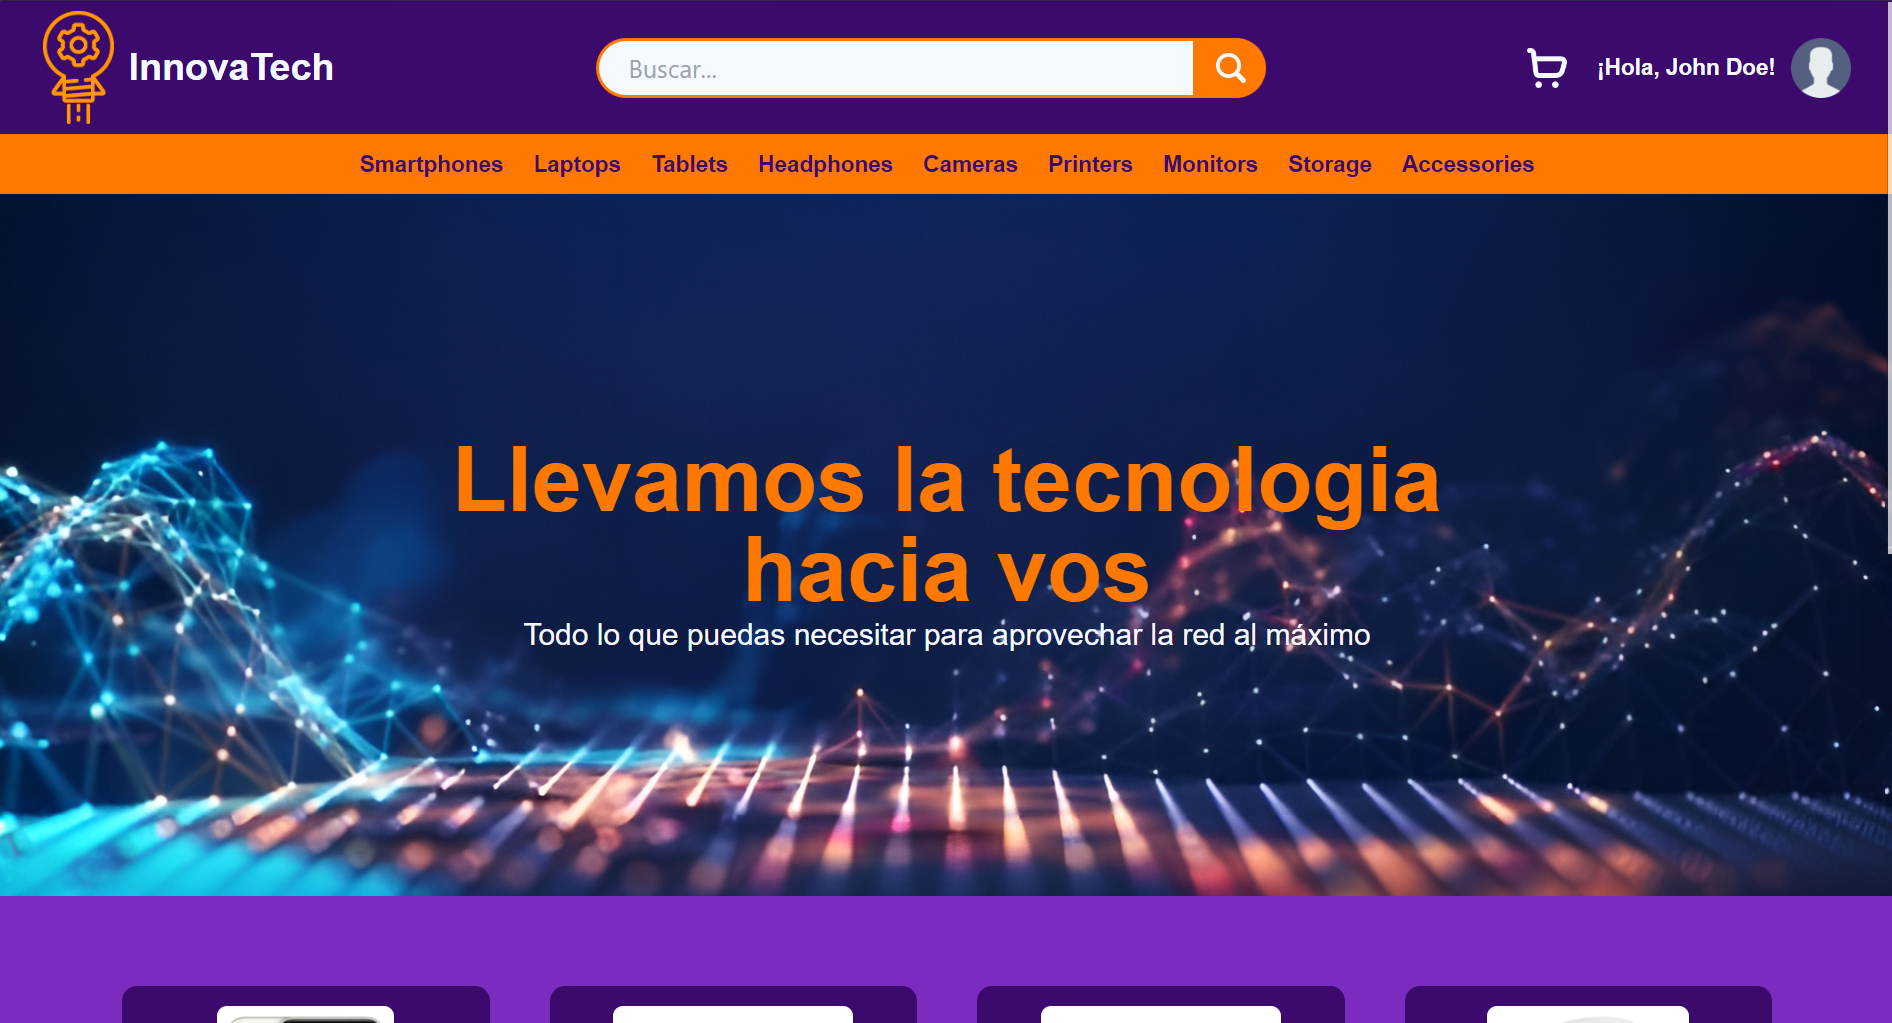 InnovaTech
Buscar...
¡Hola, John Doe!
Smartphones Laptops Tablets Headphones Cameras Printers Monitors Storage Accessories
Llevamos la tecnologia
hacia vos
Todo lo que puedas necesitar para aprovechar la red al máximo